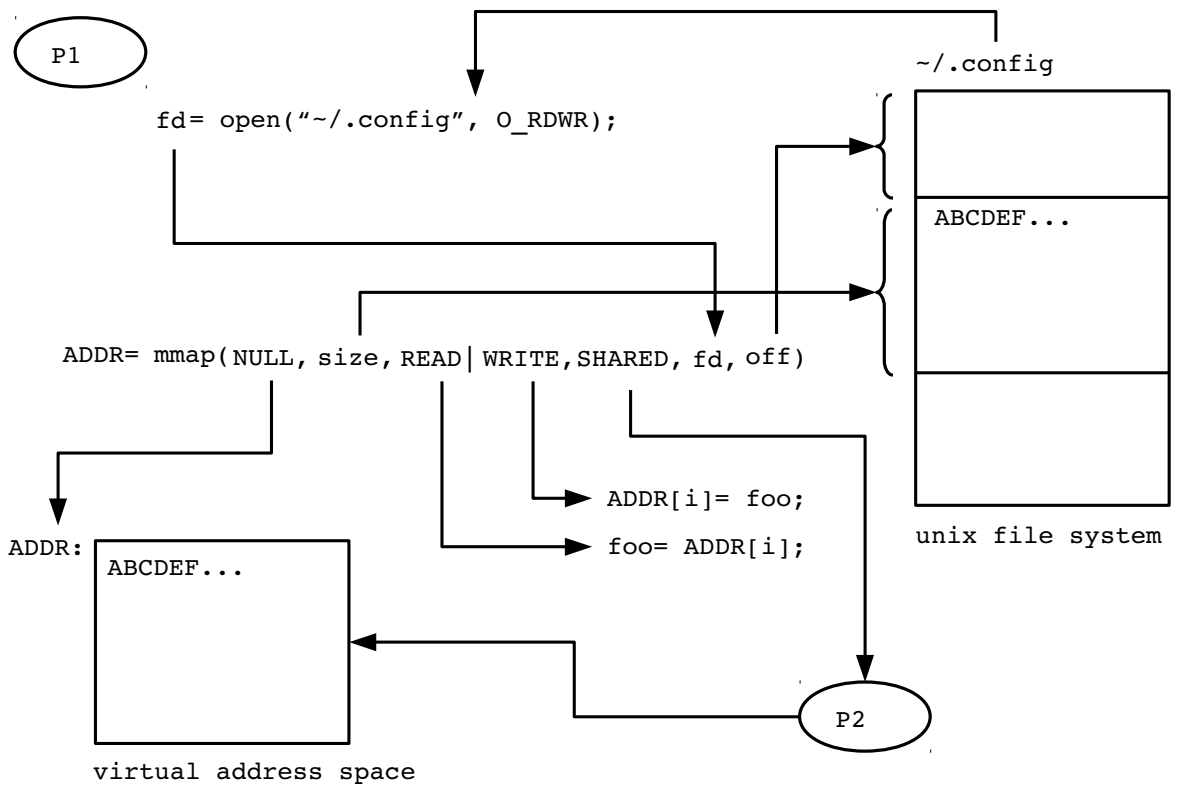 P1
~/.config
fd= open(“~/.config”, O_RDWR);
ABCDEF...
ADDR= mmap(NULL, size, READ| WRITE,SHARED, fd, off)
ADDR[i]= foo;
unix file system
ADDR:
foo= ADDR[i];
ABCDEF...
P2
virtual address space